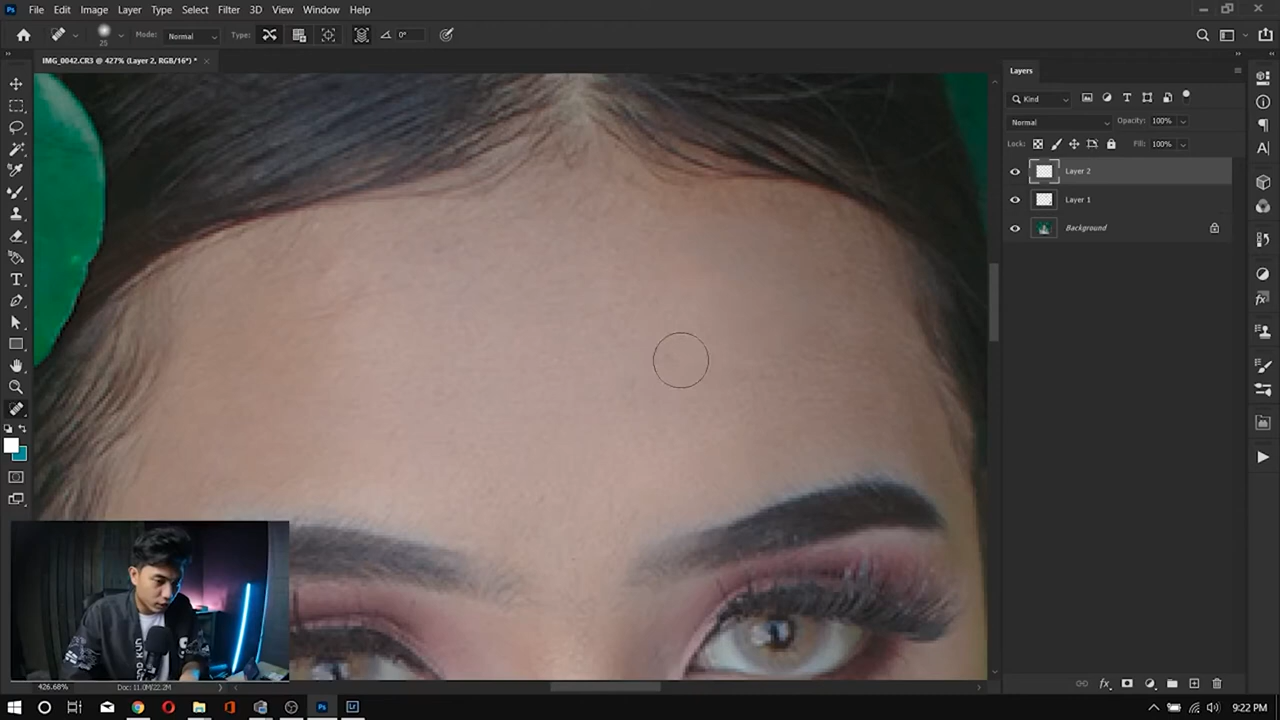 Ps File Edit Image Layer Type Select Filter 3D View Window Help
25 Mode: Normal Type: 0°
IMG_0042.CR3 @ 427% (Layer 2, RGB/16*) * ×
Layers
Kind
Normal Opacity: 100%
Lock: Fill: 100%
Layer 2
Layer 1
Background
426.68% Doc: 11.0M/22.2M
9:22 PM